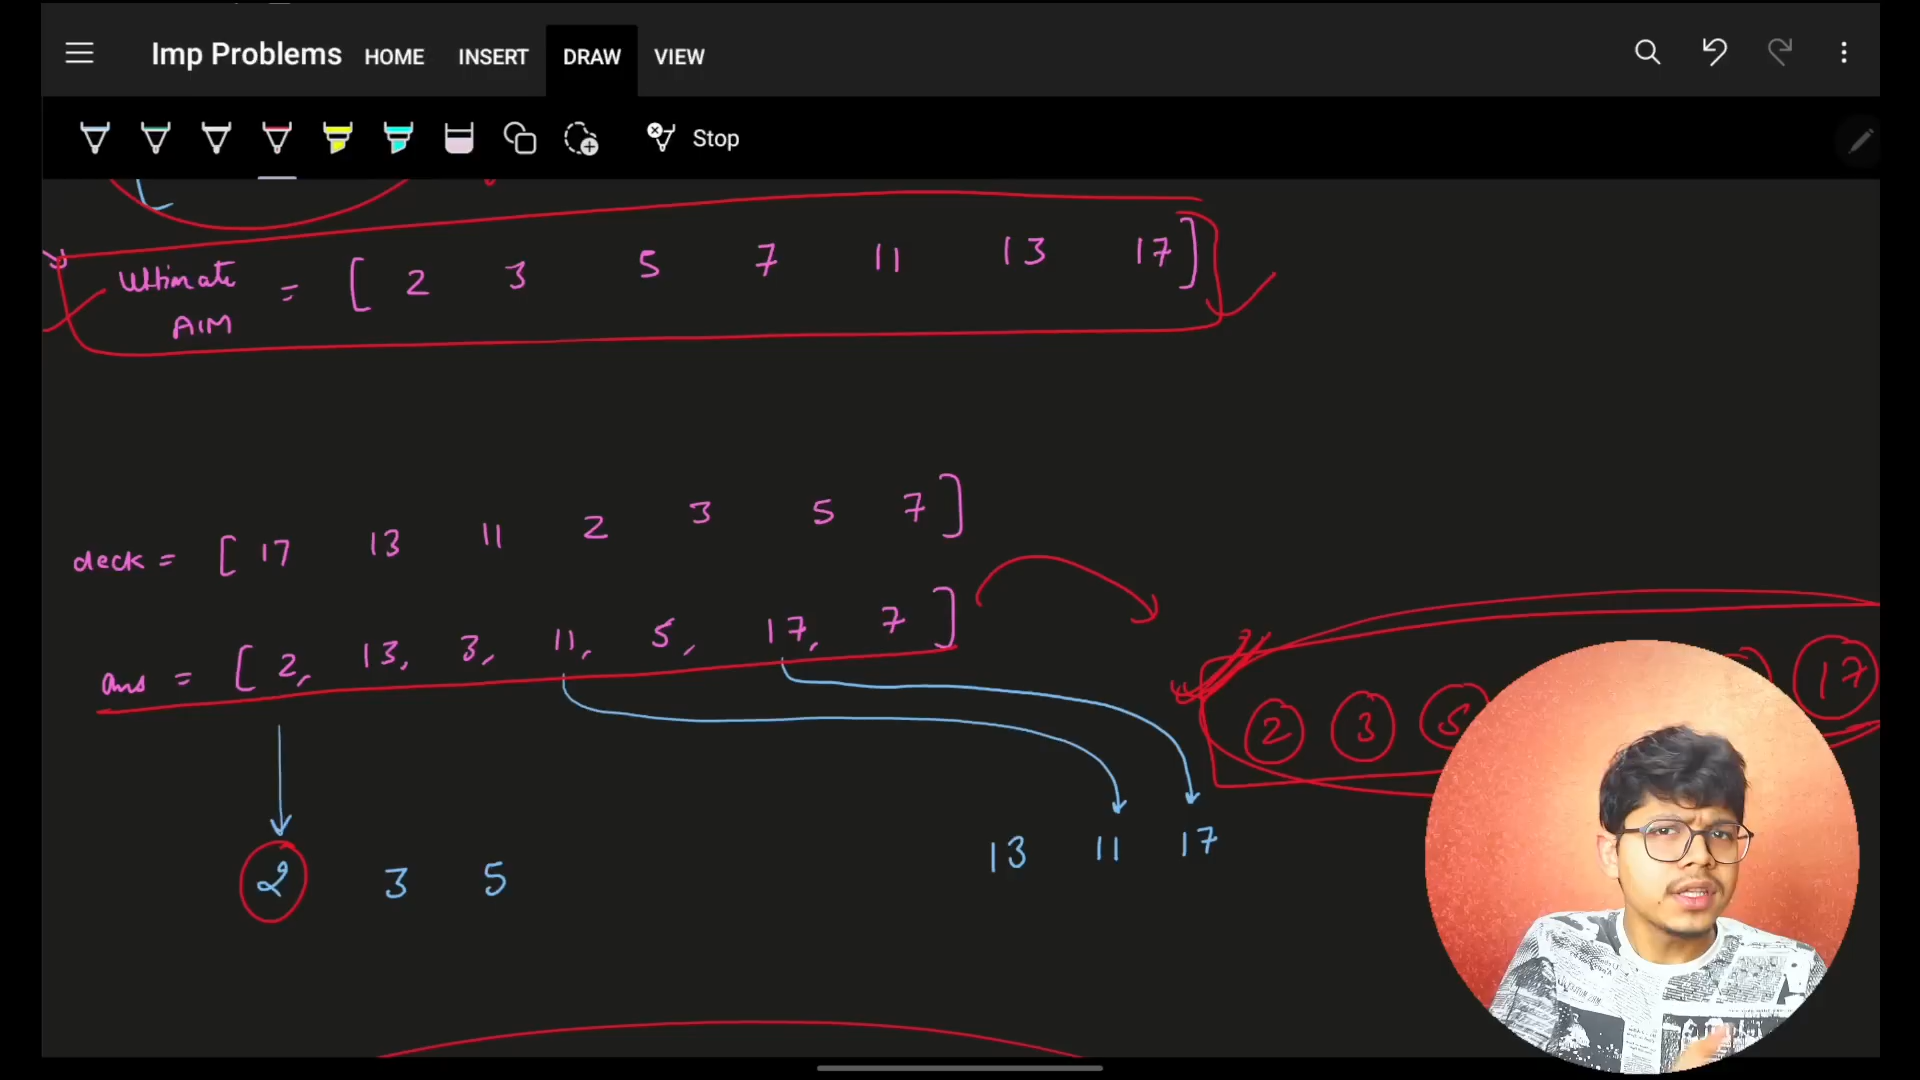 Imp Problems HOME INSERT DRAW VIEW
Stop
Ultimate = [ 2 3 5 7 11 13 17 ]
AIM
deck = [ 17 13 11 2 3 5 7 ]
ans = [ 2, 13, 3, 11, 5, 17, 7 ]
2 3 5 17
2 3 5 13 11 17